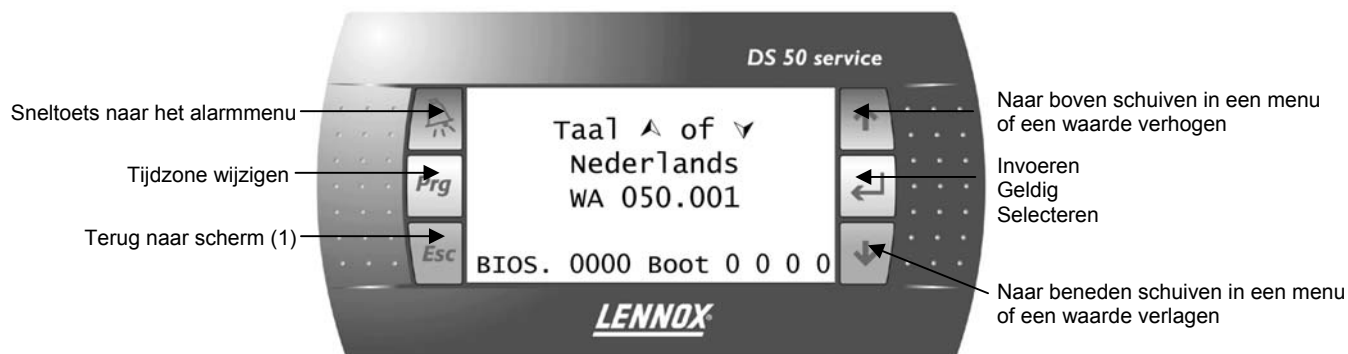 DS 50 service
Sneltoets naar het alarmmenu
Tijdzone wijzigen
Prg
Terug naar scherm (1)
Esc
Taal ⮝ of ⮟
Nederlands
WA 050.001
BIOS. 0000 Boot 0 0 0 0
Naar boven schuiven in een menu
of een waarde verhogen
Invoeren
Geldig
Selecteren
Naar beneden schuiven in een menu
of een waarde verlagen
LENNOX